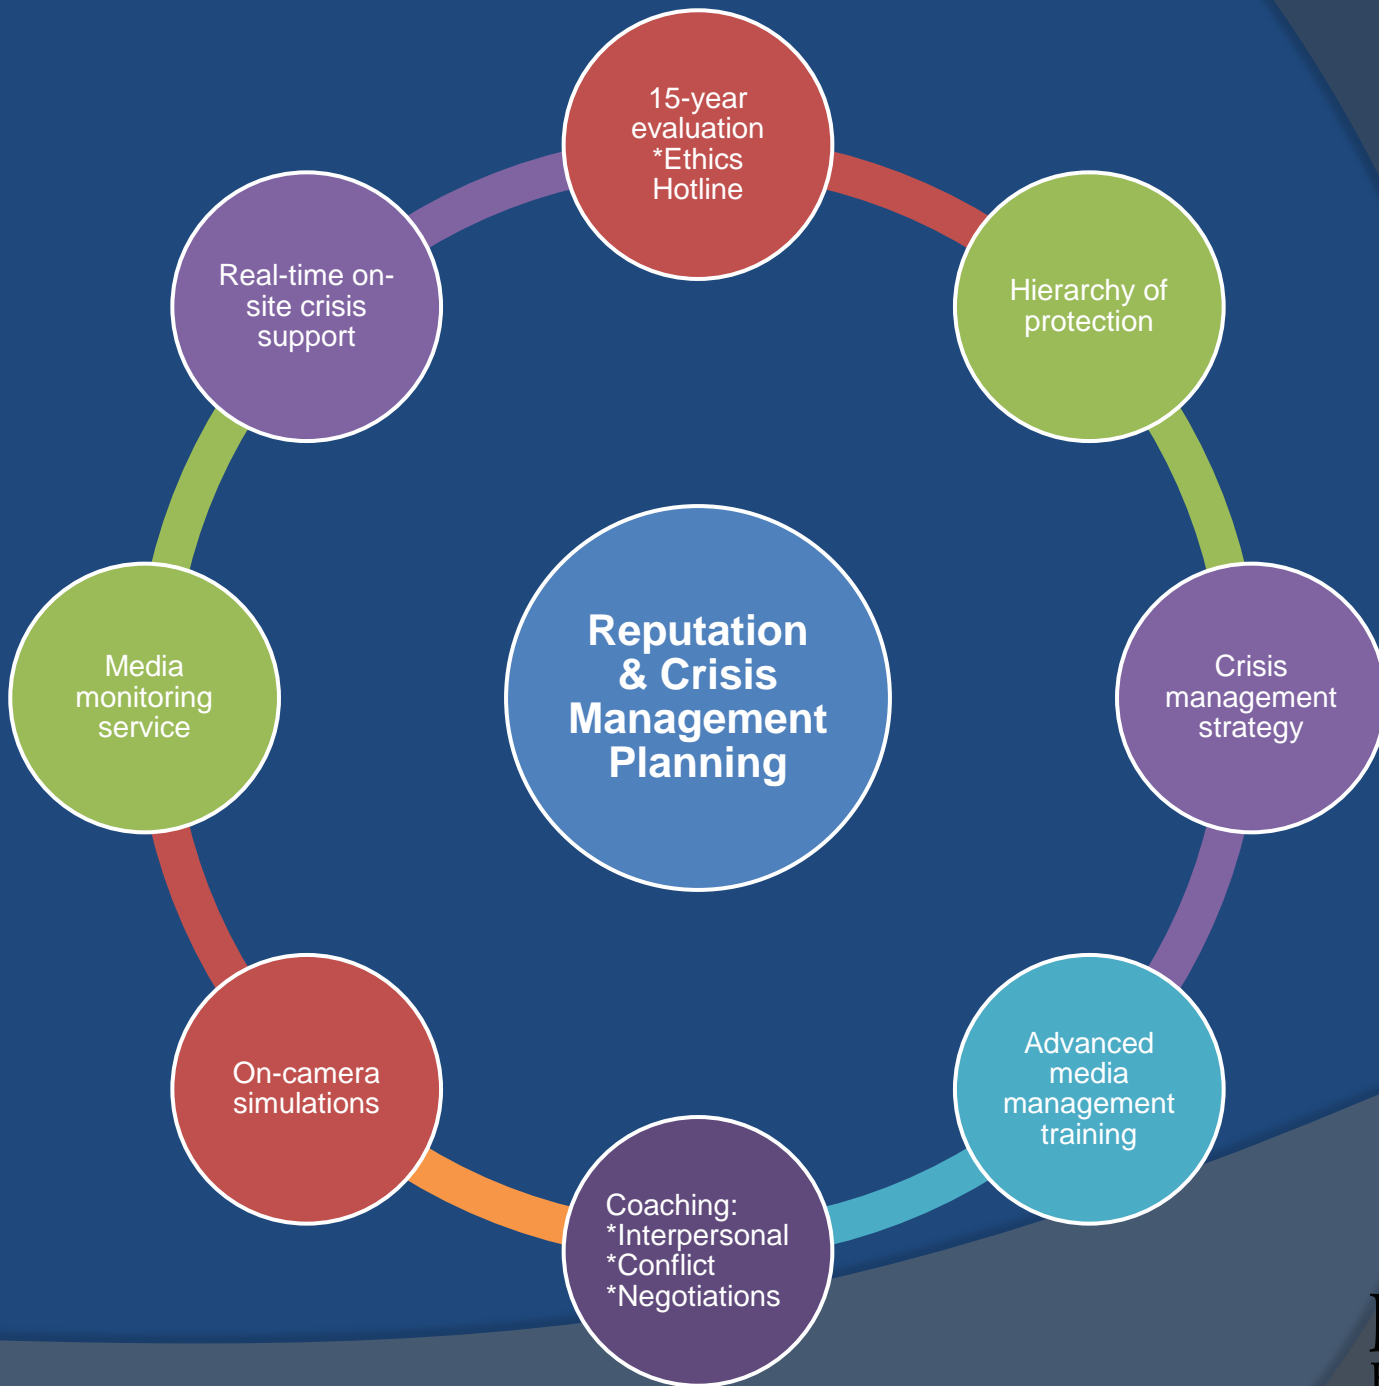 15-year
evaluation
*Ethics
Hotline
Hierarchy of
protection
Crisis
management
strategy
Advanced
media
management
training
Coaching:
*Interpersonal
*Conflict
*Negotiations
On-camera
simulations
Media
monitoring
service
Real-time on-
site crisis
support
Reputation
& Crisis
Management
Planning